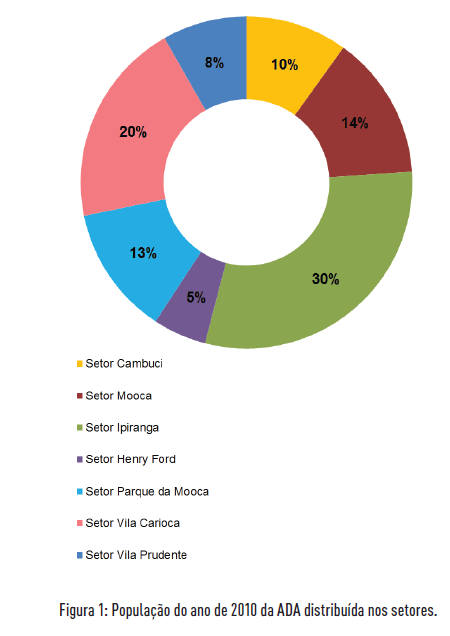 8%
10%
20%
14%
13%
30%
5%
Setor Cambuci
Setor Mooca
Setor Ipiranga
Setor Henry Ford
Setor Parque da Mooca
Setor Vila Carioca
Setor Vila Prudente
Figura 1: População do ano de 2010 da ADA distribuída nos setores.